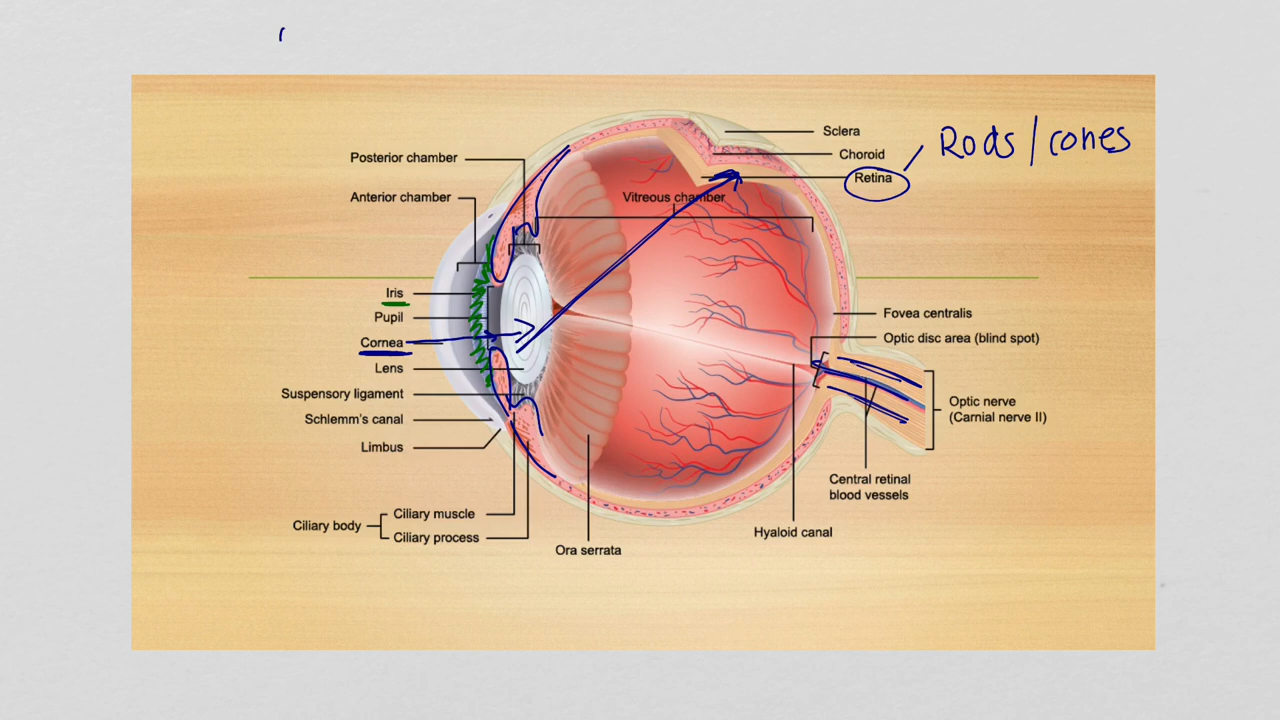 Sclera
Rods / cones
Choroid
Posterior chamber
Retina
Anterior chamber
Vitreous chamber
Iris
Pupil
Fovea centralis
Cornea
Optic disc area (blind spot)
Lens
Suspensory ligament
Optic nerve
(Carnial nerve II)
Schlemm's canal
Limbus
Central retinal
blood vessels
Ciliary muscle
Ciliary body
Hyaloid canal
Ciliary process
Ora serrata